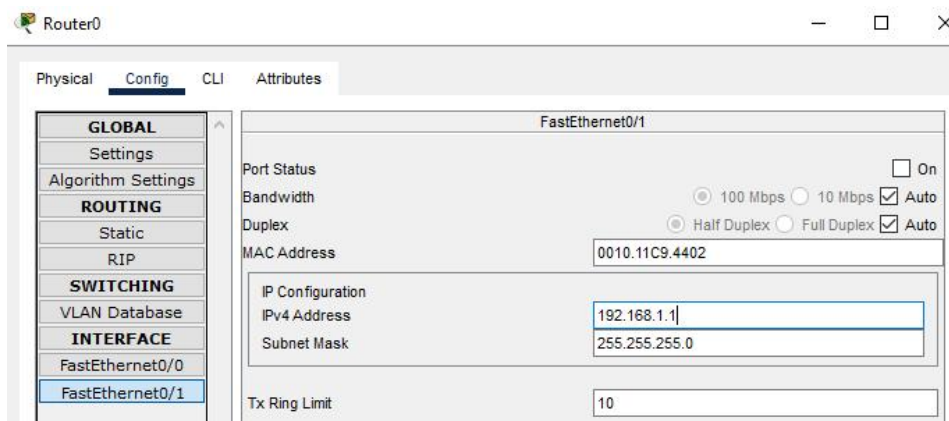 Router0
Physical Config CLI Attributes
GLOBAL
Settings
Algorithm Settings
ROUTING
Static
RIP
SWITCHING
VLAN Database
INTERFACE
FastEthernet0/0
FastEthernet0/1
FastEthernet0/1
Port Status On
Bandwidth 100 Mbps 10 Mbps Auto
Duplex Half Duplex Full Duplex Auto
MAC Address 0010.11C9.4402
IP Configuration
IPv4 Address 192.168.1.1
Subnet Mask 255.255.255.0
Tx Ring Limit 10